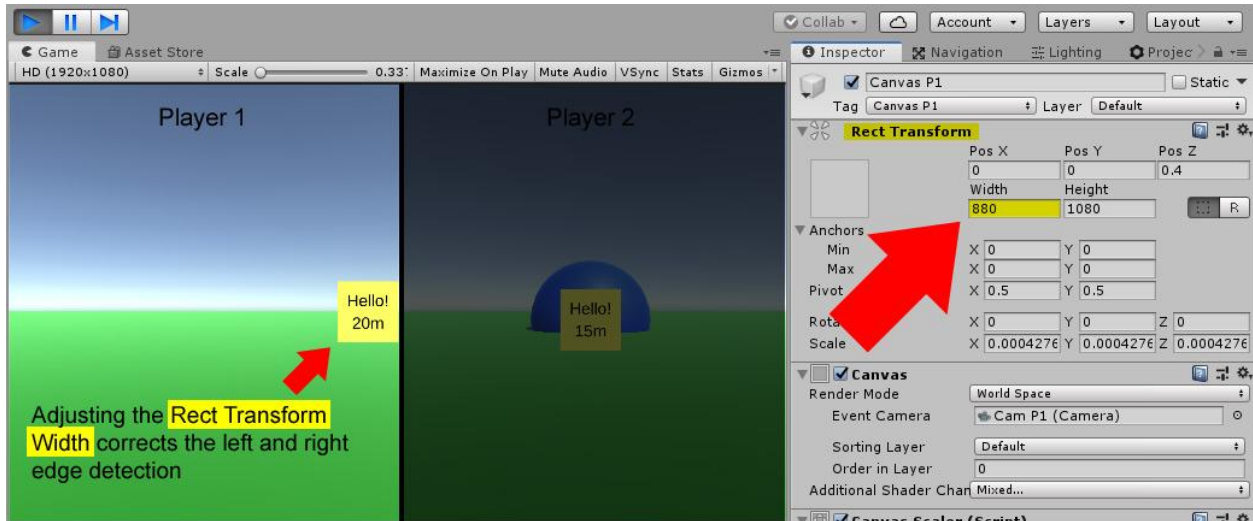 Collab
Account
Layers
Layout
Game
Asset Store
Inspector
Navigation
Lighting
Projec
HD (1920x1080)
Scale
0.33
Maximize On Play
Mute Audio
VSync
Stats
Gizmos
Canvas P1
Static
Tag
Canvas P1
Layer
Default
Player 1
Player 2
Rect Transform
Pos X
Pos Y
Pos Z
0
0
0.4
Width
Height
880
1080
R
Anchors
Min
X 0
Y 0
Max
X 0
Y 0
Pivot
X 0.5
Y 0.5
Rota
X 0
Y 0
Z 0
Scale
X 0.0004276
Y 0.0004276
Z 0.0004276
Hello!
20m
Hello!
15m
Adjusting the Rect Transform
Width corrects the left and right
edge detection
Canvas
Render Mode
World Space
Event Camera
Cam P1 (Camera)
Sorting Layer
Default
Order in Layer
0
Additional Shader Chan
Mixed...
Canvas Scaler (Script)